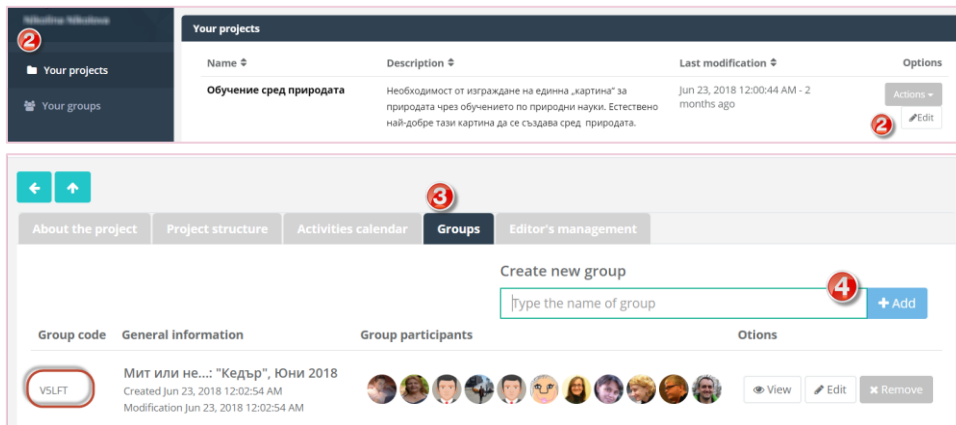 Nikolina Nikolova
2
Your projects
Your groups
Your projects
Name Description Last modification Options
Обучение сред природата
Необходимост от изграждане на единна „картина“ за
природата чрез обучението по природни науки. Естествено
най-добре тази картина да се създава сред природата.
Jun 23, 2018 12:00:44 AM - 2
months ago
Actions
2
Edit
3
About the project Project structure Activities calendar Groups Editor's management
Create new group
Type the name of group
4
+ Add
Group code General information Group participants Otions
V5LFT
Мит или не...: "Кедър", Юни 2018
Created Jun 23, 2018 12:02:54 AM
Modification Jun 23, 2018 12:02:54 AM
View Edit × Remove